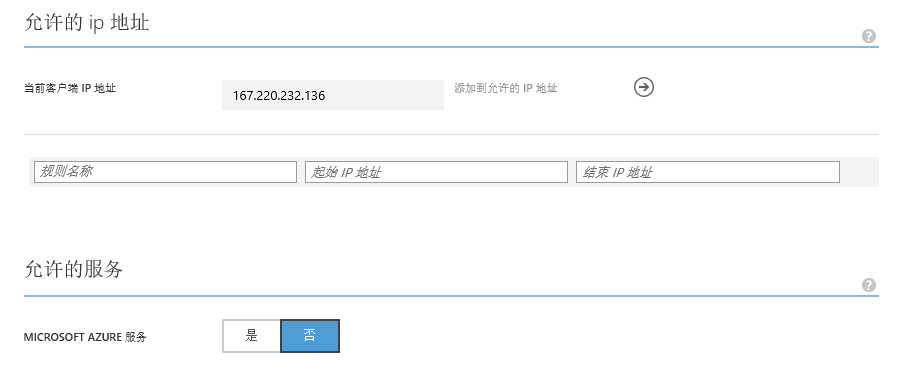 允许的 ip 地址
?
当前客户端 IP 地址
167.220.232.136
添加到允许的 IP 地址
规则名称
起始 IP 地址
结束 IP 地址
允许的服务
?
MICROSOFT AZURE 服务
是
否